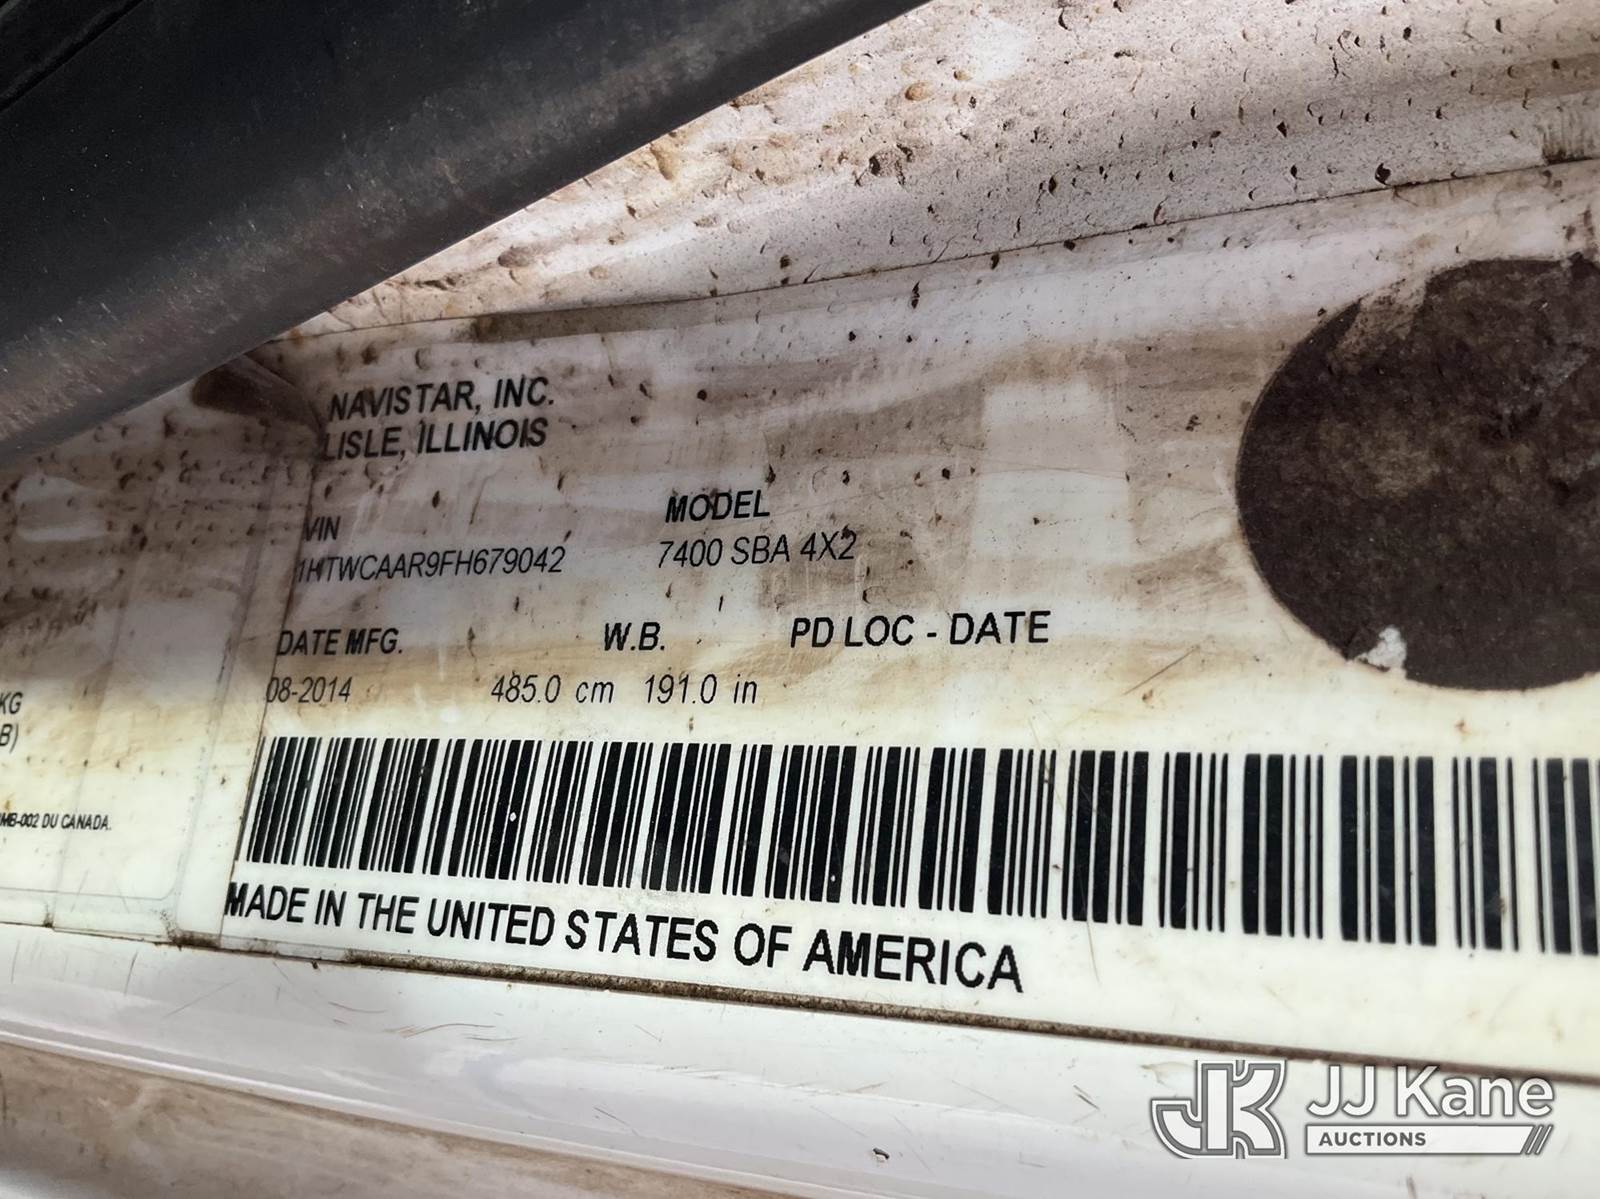 NAVISTAR, INC.
LISLE, ILLINOIS
VIN MODEL
1HTWCAAR9FH679042 7400 SBA 4X2
DATE MFG. W.B. PD LOC - DATE
08-2014 485.0 cm 191.0 in
KG
B)
MB-002 DU CANADA.
MADE IN THE UNITED STATES OF AMERICA
JK JJ Kane
AUCTIONS